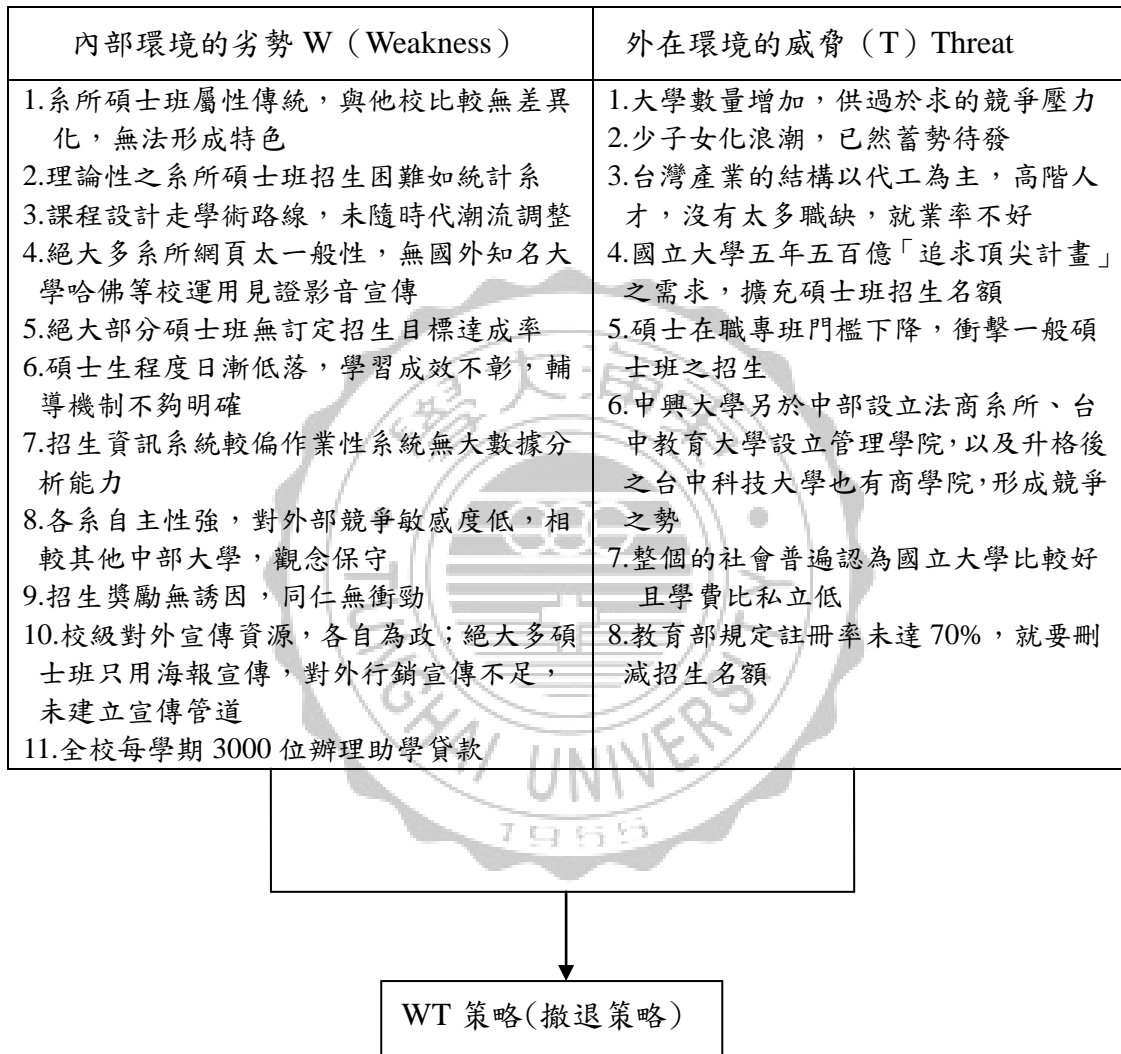 內部環境的劣勢 W（Weakness）
1.系所碩士班屬性傳統，與他校比較無差異
化，無法形成特色
2.理論性之系所碩士班招生困難如統計系
3.課程設計走學術路線，未隨時代潮流調整
4.絕大多系所網頁太一般性，無國外知名大
學哈佛等校運用見證影音宣傳
5.絕大部分碩士班無訂定招生目標達成率
6.碩士生程度日漸低落，學習成效不彰，輔
導機制不夠明確
7.招生資訊系統較偏作業性系統無大數據分
析能力
8.各系自主性強，對外部競爭敏感度低，相
較其他中部大學，觀念保守
9.招生獎勵無誘因，同仁無衝勁
10.校級對外宣傳資源，各自為政；絕大多碩
士班只用海報宣傳，對外行銷宣傳不足，
未建立宣傳管道
11.全校每學期 3000 位辦理助學貸款
外在環境的威脅（T）Threat
1.大學數量增加，供過於求的競爭壓力
2.少子女化浪潮，已然蓄勢待發
3.台灣產業的結構以代工為主，高階人
才，沒有太多職缺，就業率不好
4.國立大學五年五百億「追求頂尖計畫」
之需求，擴充碩士班招生名額
5.碩士在職專班門檻下降，衝擊一般碩
士班之招生
6.中興大學另於中部設立法商系所、台
中教育大學設立管理學院，以及升格後
之台中科技大學也有商學院，形成競爭
之勢
7.整個的社會普遍認為國立大學比較好
且學費比私立低
8.教育部規定註冊率未達 70%，就要刪
減招生名額
學大海東
TUNGHAI UNIVERSITY
1955
WT 策略(撤退策略）